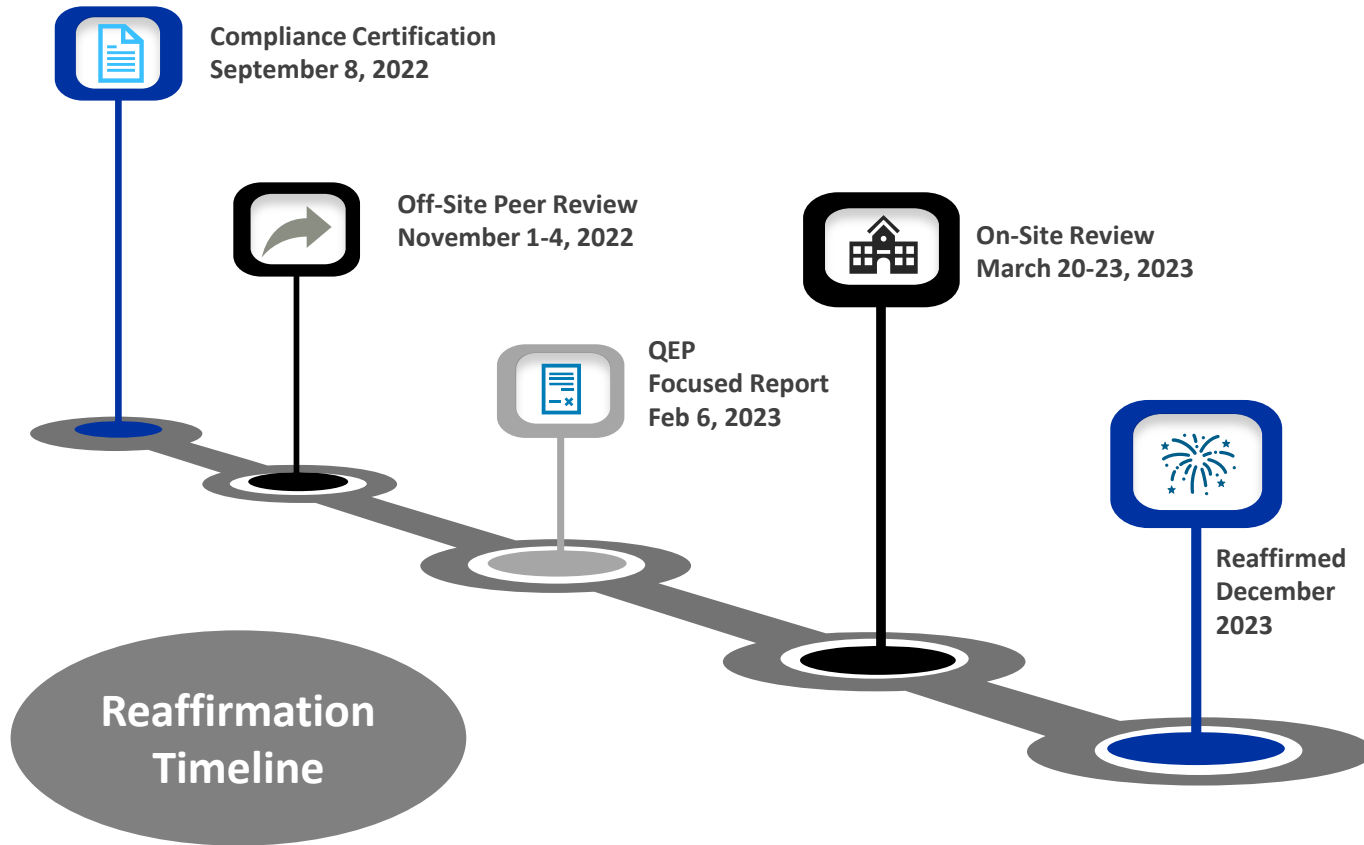 Compliance Certification
September 8, 2022
Off-Site Peer Review
November 1-4, 2022
QEP
Focused Report
Feb 6, 2023
On-Site Review
March 20-23, 2023
Reaffirmed
December
2023
Reaffirmation
Timeline